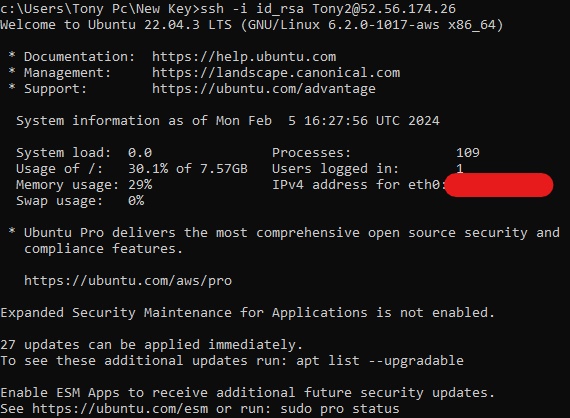 c:\Users\Tony Pc\New Key>ssh -i id_rsa Tony2@52.56.174.26
Welcome to Ubuntu 22.04.3 LTS (GNU/Linux 6.2.0-1017-aws x86_64)
* Documentation:  https://help.ubuntu.com
* Management:     https://landscape.canonical.com
* Support:        https://ubuntu.com/advantage
System information as of Mon Feb  5 16:27:56 UTC 2024
System load:  0.0               Processes:             109
Usage of /:   30.1% of 7.57GB   Users logged in:       1
Memory usage: 29%               IPv4 address for eth0:
Swap usage:   0%
* Ubuntu Pro delivers the most comprehensive open source security and
compliance features.
https://ubuntu.com/aws/pro
Expanded Security Maintenance for Applications is not enabled.
27 updates can be applied immediately.
To see these additional updates run: apt list --upgradable
Enable ESM Apps to receive additional future security updates.
See https://ubuntu.com/esm or run: sudo pro status